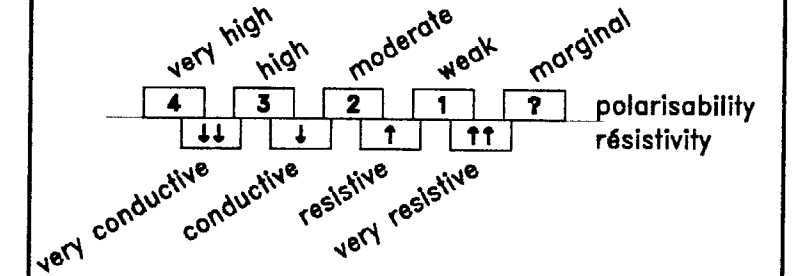 very high high moderate weak marginal
4 3 2 1 ? polarisability
↓↓ ↓ ↑ ↑↑ résistivity
very conductive conductive resistive very resistive